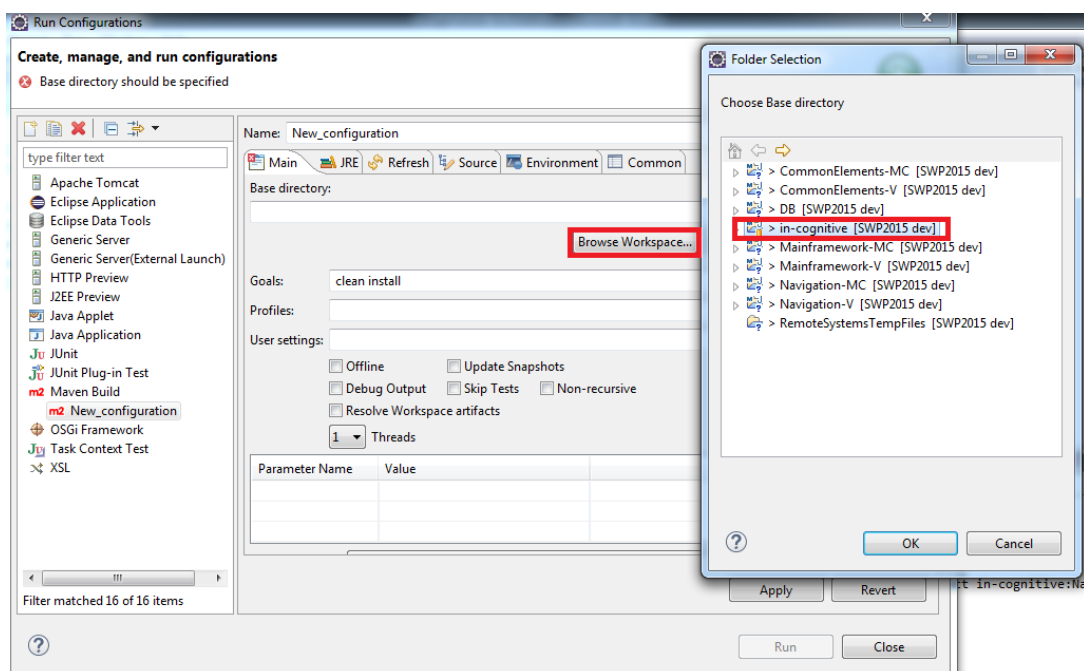 Run Configurations
Create, manage, and run configurations
Base directory should be specified
type filter text
Apache Tomcat
Eclipse Application
Eclipse Data Tools
Generic Server
Generic Server(External Launch)
HTTP Preview
J2EE Preview
Java Applet
Java Application
JUnit
JUnit Plug-in Test
m2 Maven Build
m2 New_configuration
OSGi Framework
Task Context Test
XSL
Filter matched 16 of 16 items
Name: New_configuration
Main JRE Refresh Source Environment Common
Base directory:
Browse Workspace...
Goals: clean install
Profiles:
User settings:
Offline Update Snapshots
Debug Output Skip Tests Non-recursive
Resolve Workspace artifacts
1 Threads
Parameter Name Value
Apply Revert
Run Close
Folder Selection
Choose Base directory
> CommonElements-MC [SWP2015 dev]
> CommonElements-V [SWP2015 dev]
> DB [SWP2015 dev]
> in-cognitive [SWP2015 dev]
> Mainframework-MC [SWP2015 dev]
> Mainframework-V [SWP2015 dev]
> Navigation-MC [SWP2015 dev]
> Navigation-V [SWP2015 dev]
> RemoteSystemsTempFiles [SWP2015 dev]
OK Cancel
ct in-cognitive:Na